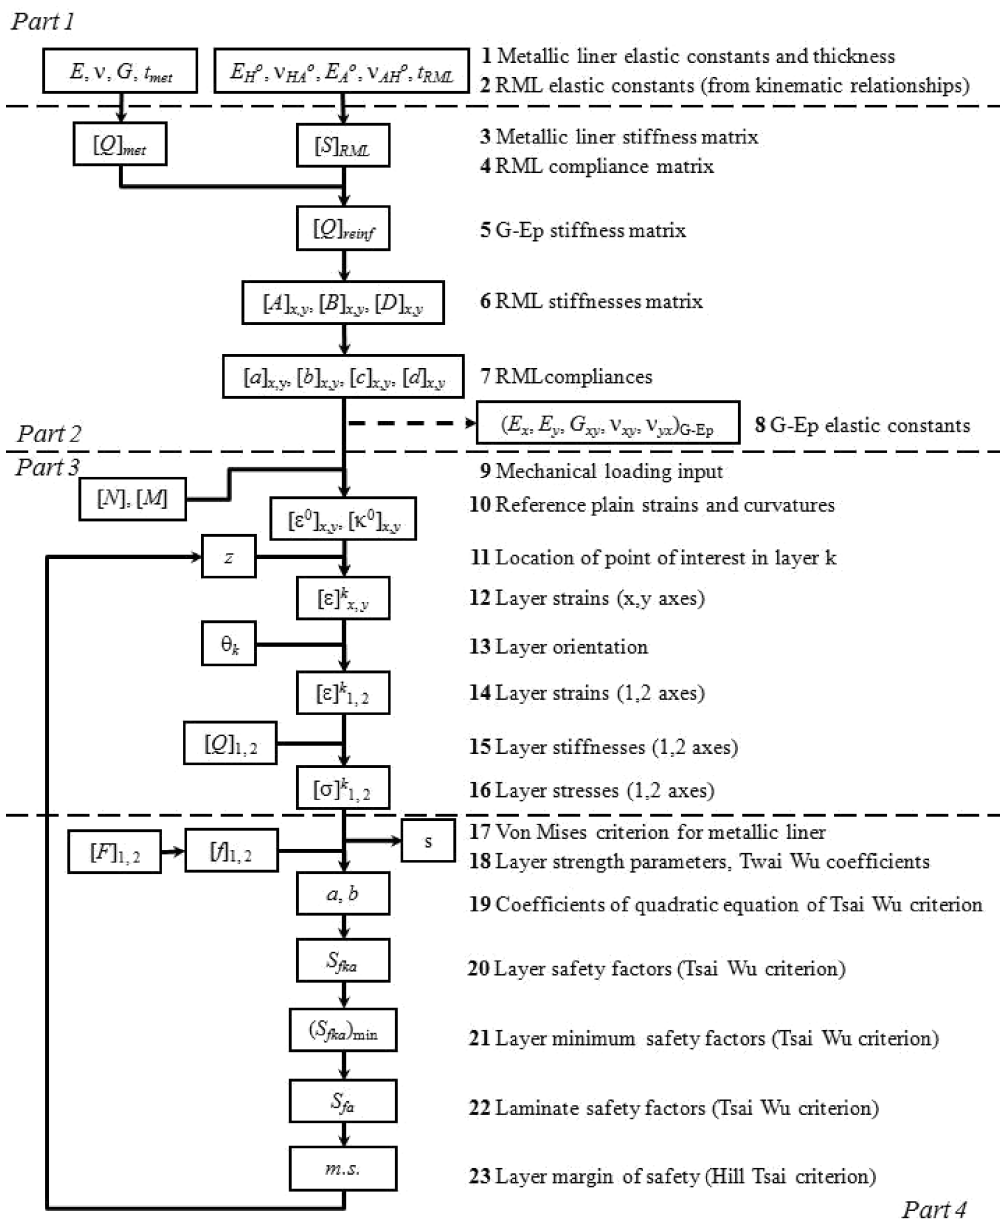 Part 1
E, ν, G, t_met
E_H^o, ν_HA^o, E_A^o, ν_AH^o, t_RML
1 Metallic liner elastic constants and thickness
2 RML elastic constants (from kinematic relationships)
[Q]_met
[S]_RML
3 Metallic liner stiffness matrix
4 RML compliance matrix
[Q]_reinf
5 G-Ep stiffness matrix
[A]_x,y, [B]_x,y, [D]_x,y
6 RML stiffnesses matrix
[a]_x,y, [b]_x,y, [c]_x,y, [d]_x,y
7 RML compliances
(E_x, E_y, G_xy, ν_xy, ν_yx)_G-Ep
8 G-Ep elastic constants
Part 2
Part 3
[N], [M]
9 Mechanical loading input
[ε^0]_x,y, [κ^0]_x,y
10 Reference plain strains and curvatures
z
11 Location of point of interest in layer k
[ε]^k_x,y
12 Layer strains (x,y axes)
θ_k
13 Layer orientation
[ε]^k_1,2
14 Layer strains (1,2 axes)
[Q]_1,2
15 Layer stiffnesses (1,2 axes)
[σ]^k_1,2
16 Layer stresses (1,2 axes)
[F]_1,2
[f]_1,2
s
17 Von Mises criterion for metallic liner
18 Layer strength parameters, Twai Wu coefficients
a, b
19 Coefficients of quadratic equation of Tsai Wu criterion
S_fka
20 Layer safety factors (Tsai Wu criterion)
(S_fka)_min
21 Layer minimum safety factors (Tsai Wu criterion)
S_fa
22 Laminate safety factors (Tsai Wu criterion)
m.s.
23 Layer margin of safety (Hill Tsai criterion)
Part 4